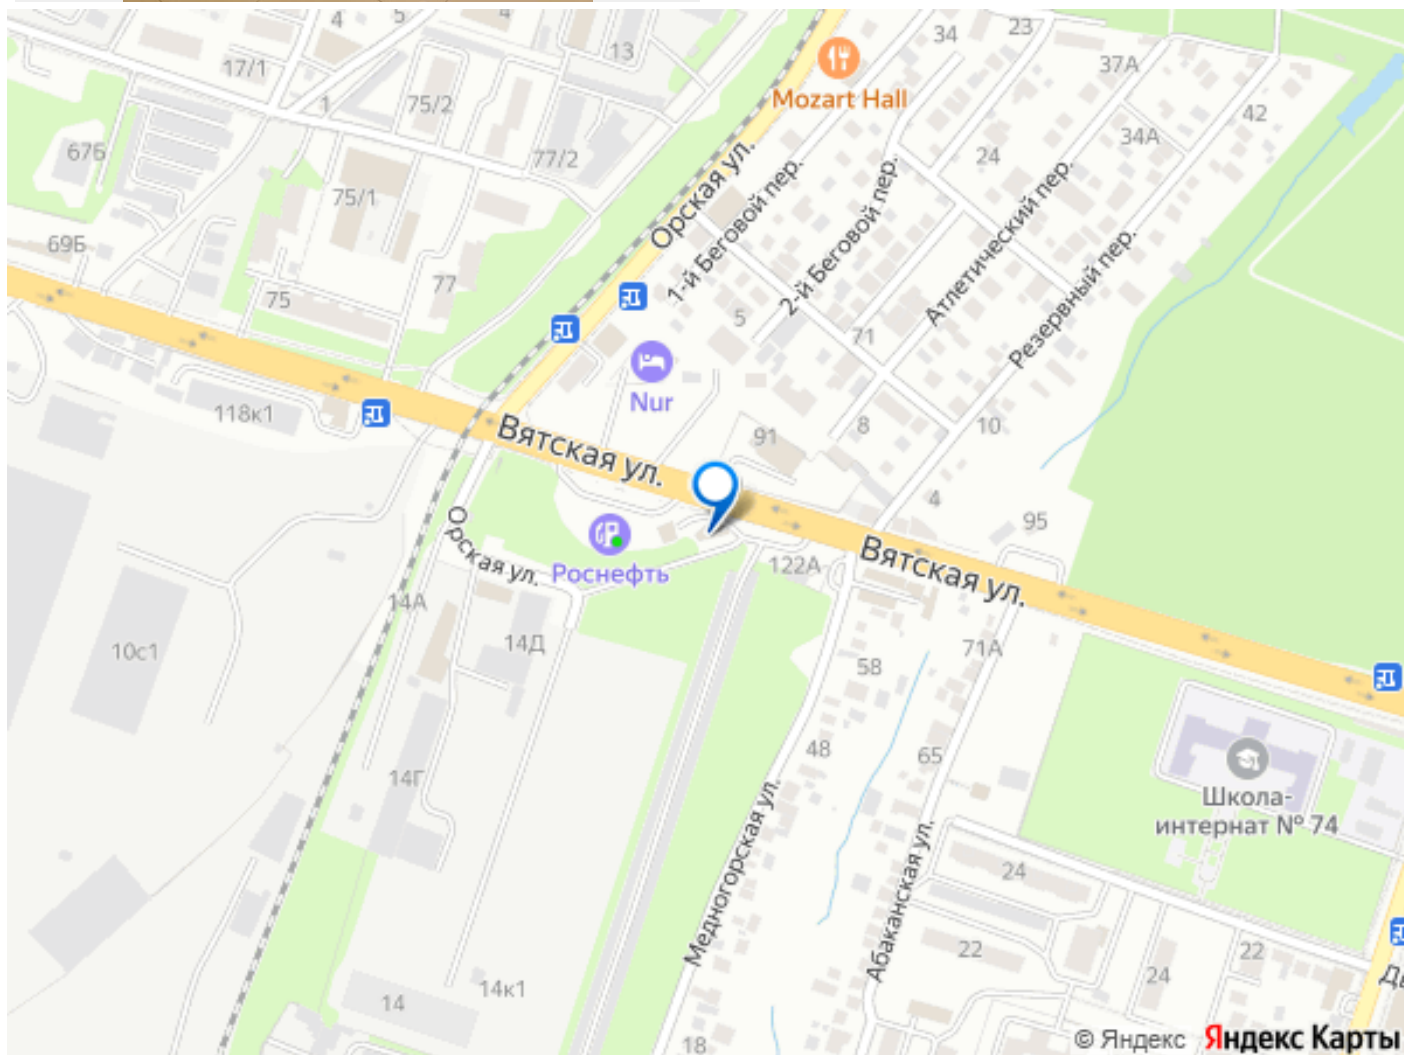 4
5
13
34
23
37А
17/1
Mozart Hall
1
75/2
42
34А
67Б
77/2
24
75/1
Орская ул.
1-й Беговой пер.
2-й Беговой пер.
Атлетический пер.
Резервный пер.
69Б
77
75
5
71
Nur
118к1
91
8
10
Вятская ул.
4
95
Орская ул.
Роснефть
122А
Вятская ул.
14А
10с1
14Д
58
71А
48
65
14Г
Медногорская ул.
Абаканская ул.
Школа-
интернат № 74
24
22
22
24
14
14к1
18
© Яндекс Яндекс Карты